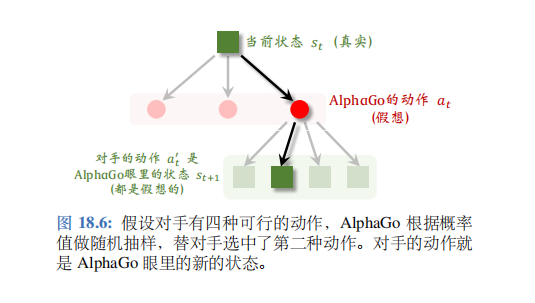 当前状态 sₜ (真实)
AlphaGo的动作 aₜ
(假想)
对手的动作 a′ₜ 是
AlphaGo眼里的状态 sₜ₊₁
(都是假想的)
图 18.6: 假设对手有四种可行的动作，AlphaGo 根据概率
值做随机抽样，替对手选中了第二种动作。对手的动作就
是 AlphaGo 眼里的新的状态。